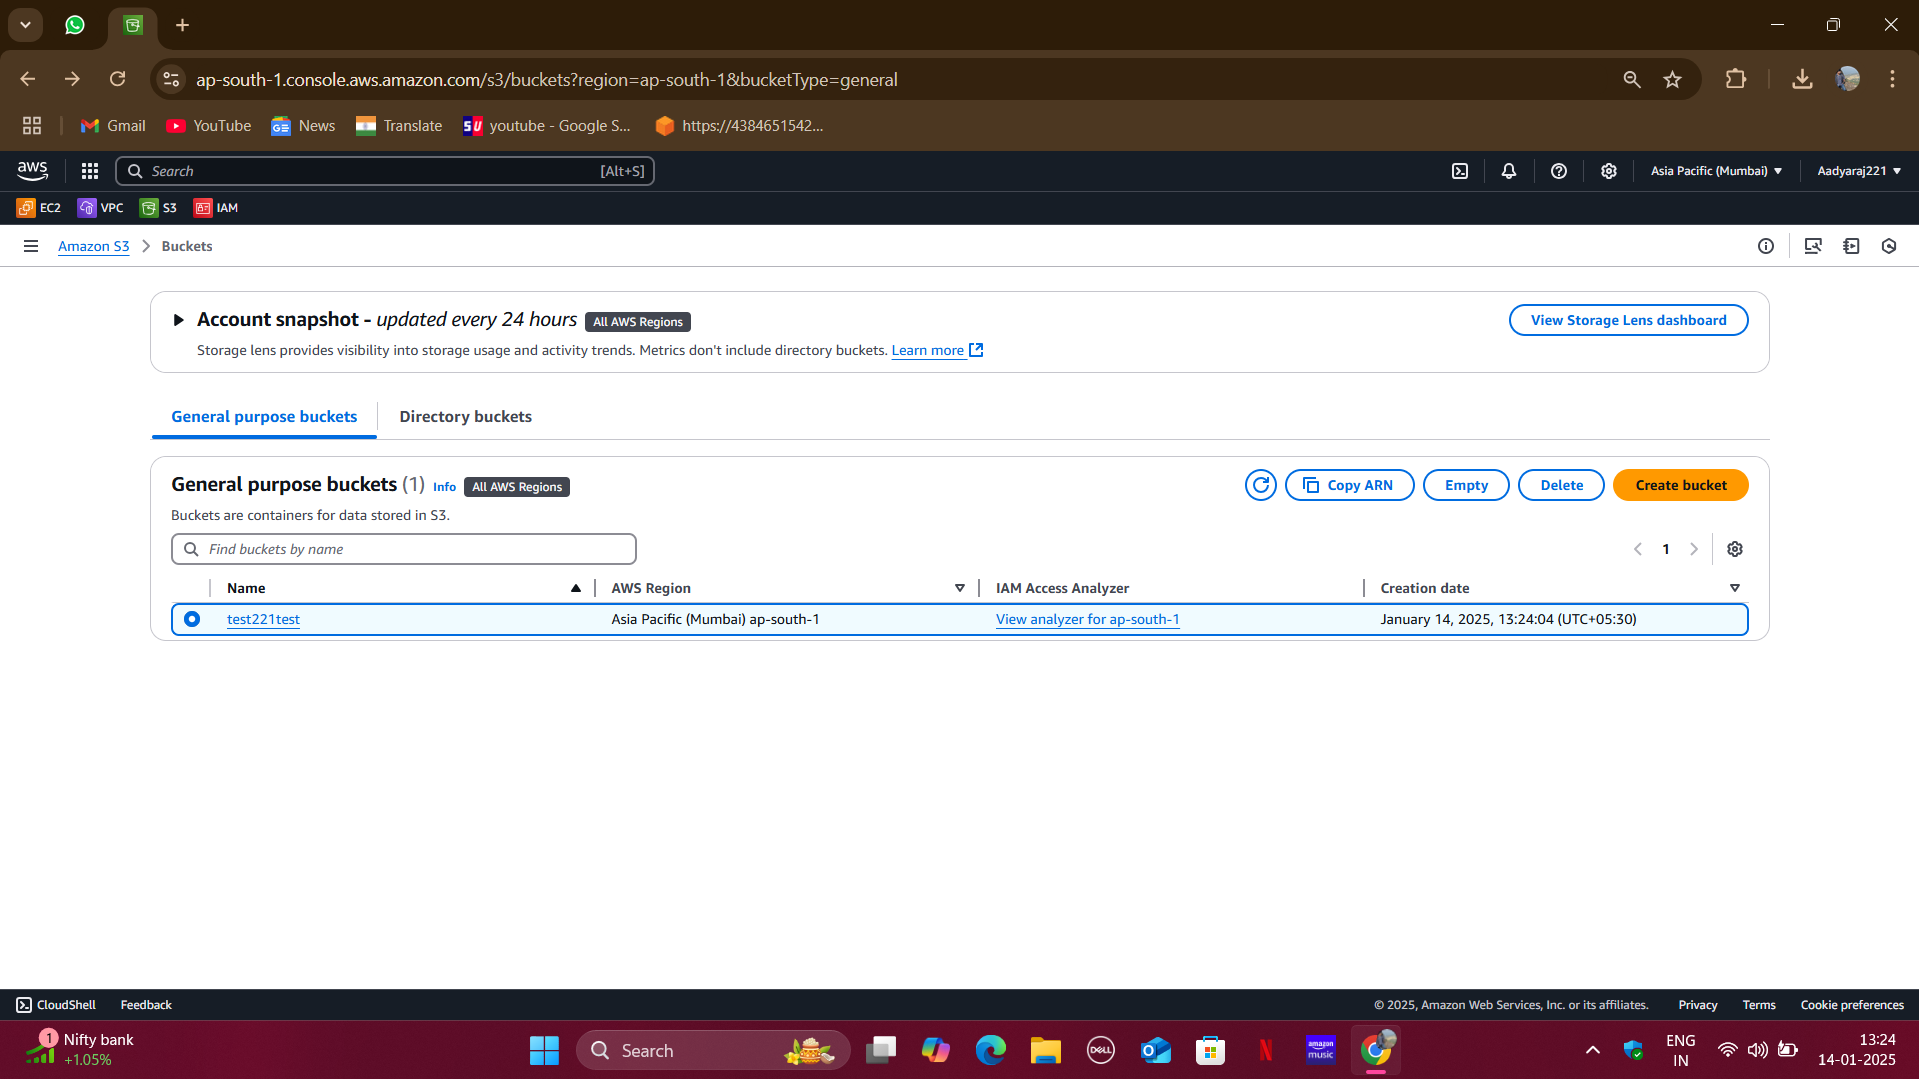 ap-south-1.console.aws.amazon.com/s3/buckets?region=ap-south-1&bucketType=general
Gmail YouTube News Translate SU youtube - Google S... https://4384651542...
aws Search [Alt+S] Asia Pacific (Mumbai) Aadyaraj221
EC2 VPC S3 IAM
Amazon S3 Buckets
Account snapshot - updated every 24 hours All AWS Regions View Storage Lens dashboard
Storage lens provides visibility into storage usage and activity trends. Metrics don't include directory buckets. Learn more
General purpose buckets Directory buckets
General purpose buckets (1) Info All AWS Regions Copy ARN Empty Delete Create bucket
Buckets are containers for data stored in S3.
Find buckets by name 1
Name AWS Region IAM Access Analyzer Creation date
test221test Asia Pacific (Mumbai) ap-south-1 View analyzer for ap-south-1 January 14, 2025, 13:24:04 (UTC+05:30)
CloudShell Feedback © 2025, Amazon Web Services, Inc. or its affiliates. Privacy Terms Cookie preferences
1 Nifty bank
+1.05%
Search
DELL
amazon music
ENG
IN
13:24
14-01-2025